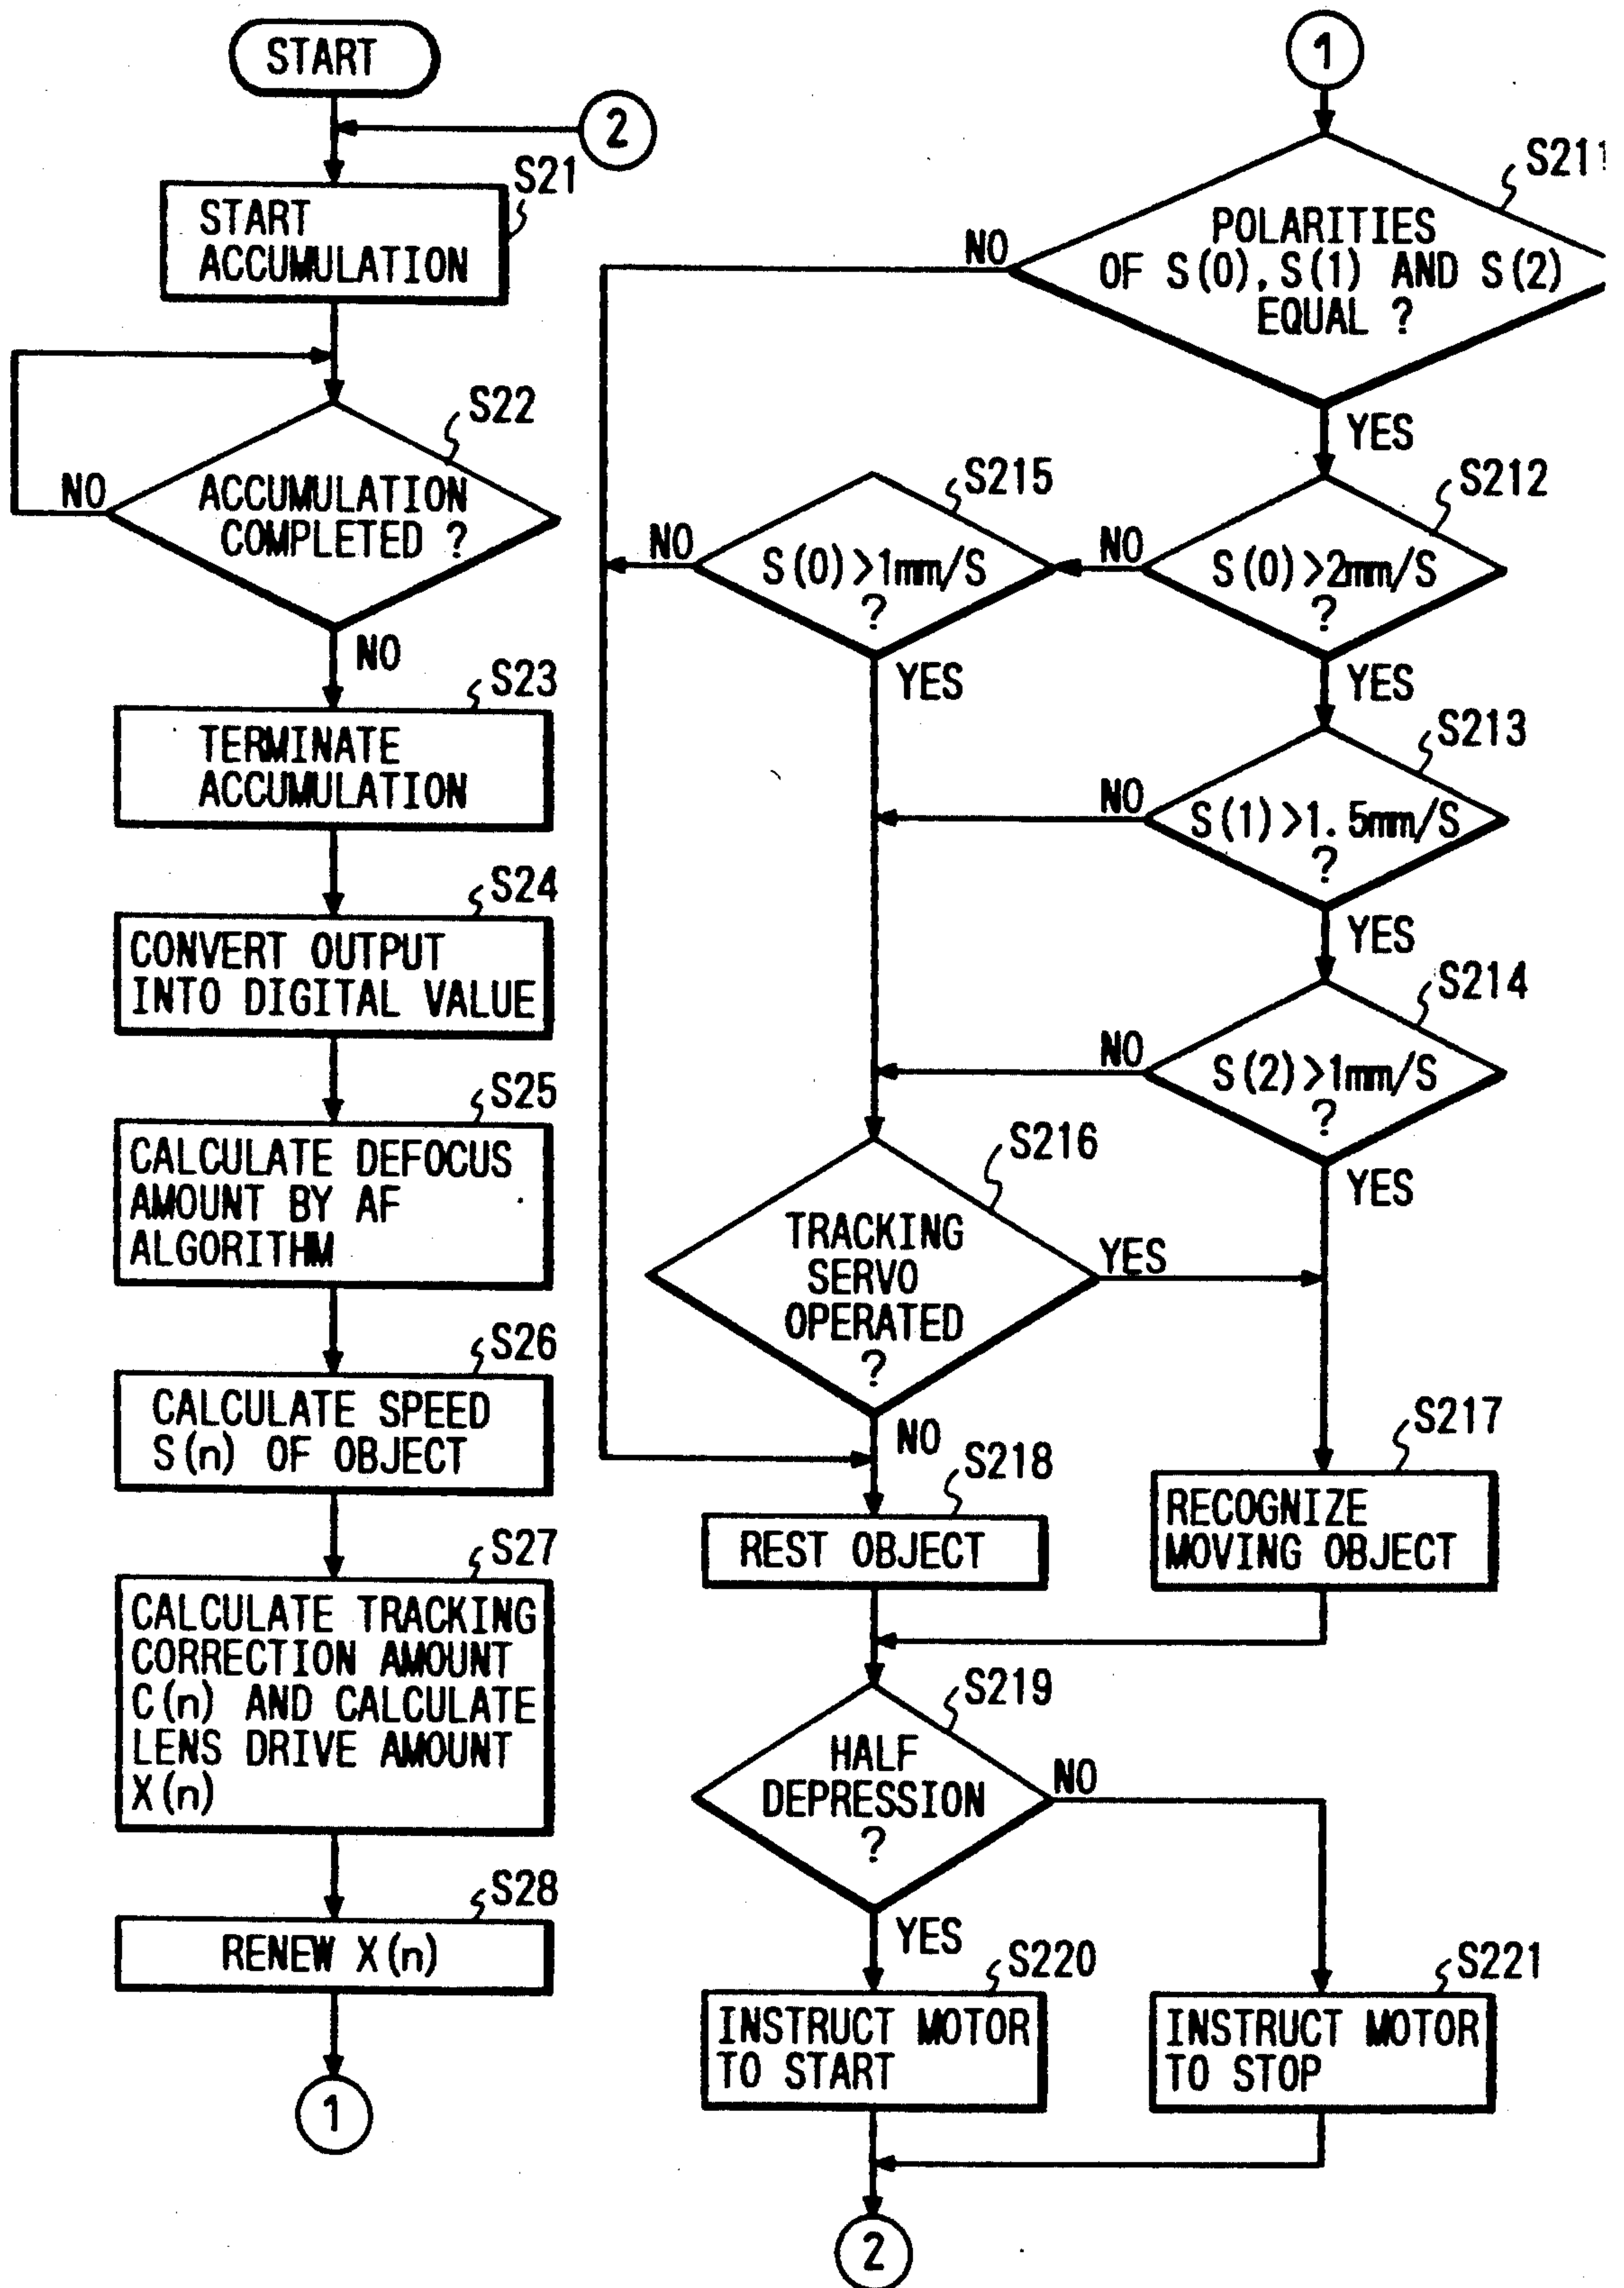 START
2
S21
START
ACCUMULATION
S22
NO
ACCUMULATION
COMPLETED ?
NO
S23
TERMINATE
ACCUMULATION
S24
CONVERT OUTPUT
INTO DIGITAL VALUE
S25
CALCULATE DEFOCUS
AMOUNT BY AF
ALGORITHM
S26
CALCULATE SPEED
S(n) OF OBJECT
S27
CALCULATE TRACKING
CORRECTION AMOUNT
C(n) AND CALCULATE
LENS DRIVE AMOUNT
X(n)
S28
RENEW X(n)
1
1
S211
NO
POLARITIES
OF S(0), S(1) AND S(2)
EQUAL ?
YES
S212
S(0)>2mm/S
?
NO
YES
S215
S(0)>1mm/S
?
NO
YES
S213
S(1)>1.5mm/S
?
NO
YES
S214
S(2)>1mm/S
?
NO
YES
S216
TRACKING
SERVO
OPERATED
?
YES
NO
S217
RECOGNIZE
MOVING OBJECT
S218
REST OBJECT
S219
HALF
DEPRESSION
?
NO
YES
S220
INSTRUCT MOTOR
TO START
S221
INSTRUCT MOTOR
TO STOP
2